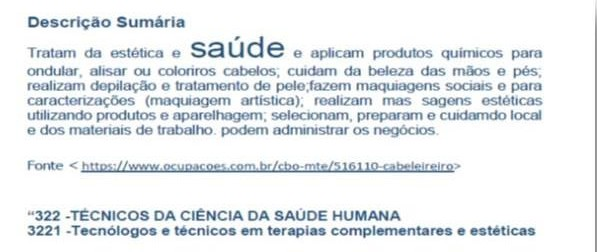 Descrição Sumária
Tratam da estética e saúde e aplicam produtos químicos para
ondular, alisar ou coloriros cabelos; cuidam da beleza das mãos e pés;
realizam depilação e tratamento de pele;fazem maquiagens sociais e para
caracterizações (maquiagem artística); realizam mas sagens estéticas
utilizando produtos e aparelhagem; selecionam, preparam e cuidamdo local
e dos materiais de trabalho. podem administrar os negócios.
Fonte < https://www.ocupacoes.com.br/cbo-mte/516110-cabeleireiro>
“322 -TÉCNICOS DA CIÊNCIA DA SAÚDE HUMANA
3221 -Tecnólogos e técnicos em terapias complementares e estéticas